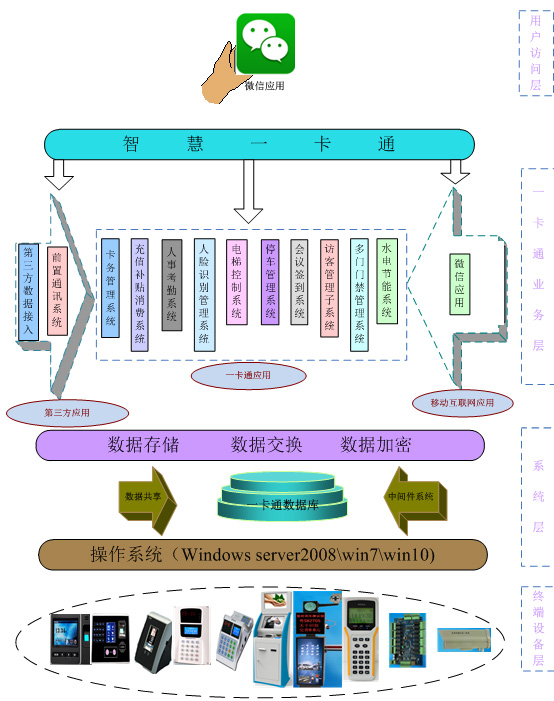 微信应用
用户访问层
智慧一卡通
第三方数据接入
前置通讯系统
卡务管理系统
充值补贴消费系统
人事考勤系统
人脸识别管理系统
电梯控制系统
停车管理系统
会议签到系统
访客管理子系统
多门门禁管理系统
水电节能系统
微信应用
一卡通业务层
第三方应用
一卡通应用
移动互联网应用
数据存储 数据交换 数据加密
数据共享
一卡通数据库
中间件系统
系统层
操作系统（Windows server2008\win7\win10)
终端设备层